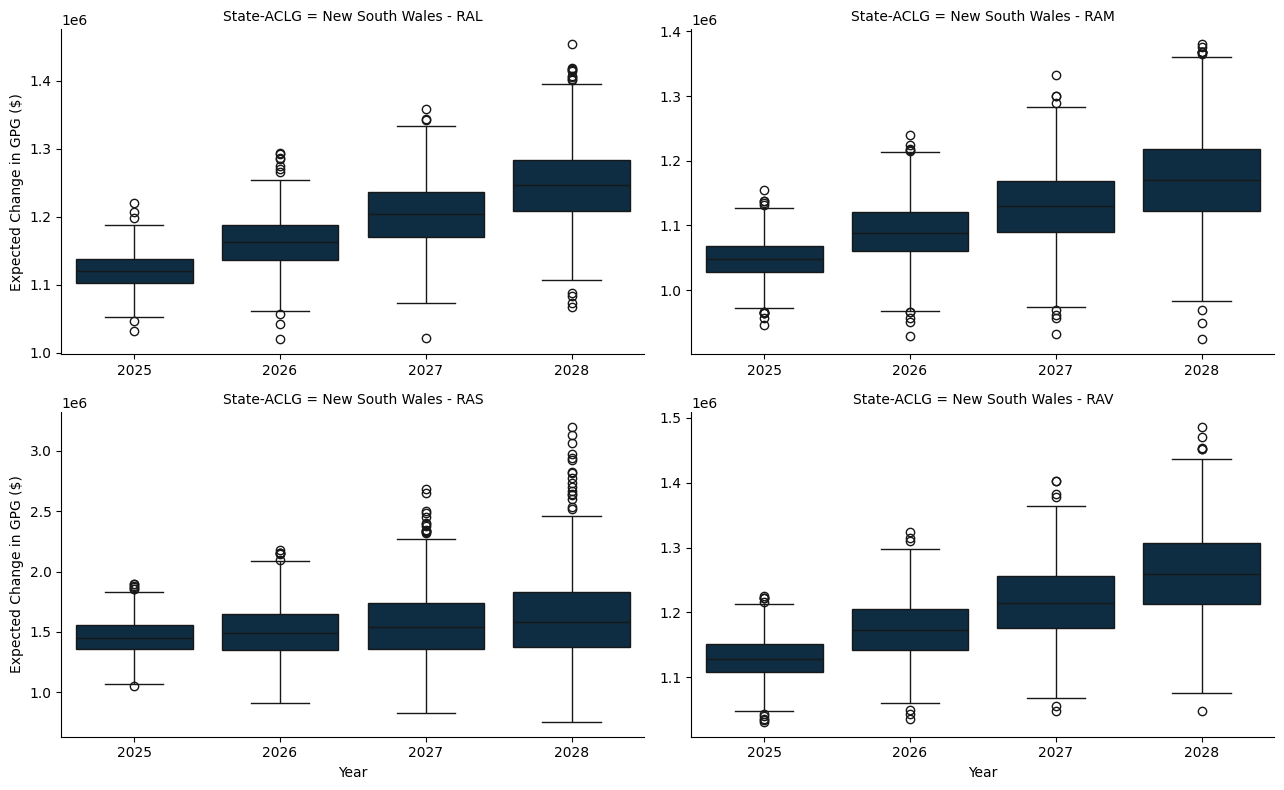 State-ACLG = New South Wales - RAL
1e6
Expected Change in GPG ($)
1.4
1.3
1.2
1.1
1.0
2025 2026 2027 2028
State-ACLG = New South Wales - RAM
1e6
1.4
1.3
1.2
1.1
1.0
2025 2026 2027 2028
State-ACLG = New South Wales - RAS
1e6
Expected Change in GPG ($)
3.0
2.5
2.0
1.5
1.0
2025 2026 2027 2028
Year
State-ACLG = New South Wales - RAV
1e6
1.5
1.4
1.3
1.2
1.1
2025 2026 2027 2028
Year